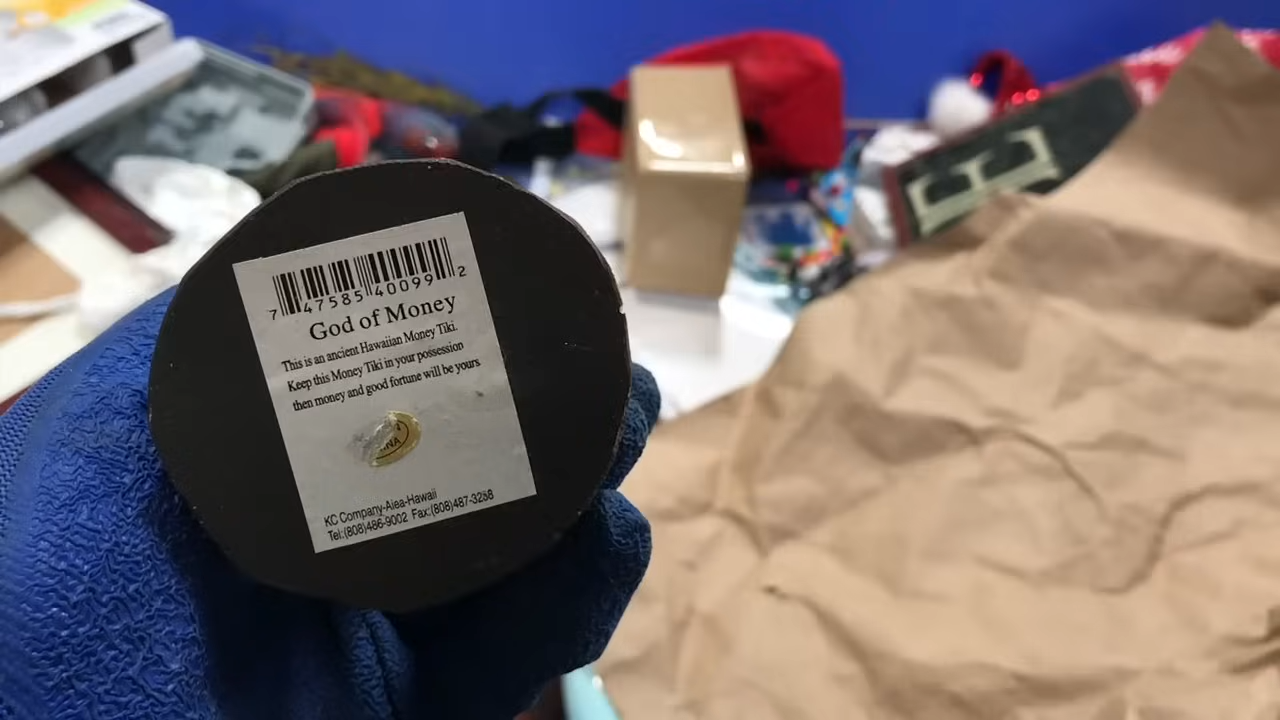 7 47585 40099 2
God of Money
This is an ancient Hawaiian Money Tiki.
Keep this Money Tiki in your possession
then money and good fortune will be yours
KC Company-Aiea-Hawaii
Tel:(808)486-9002 Fax:(808)487-3268
E